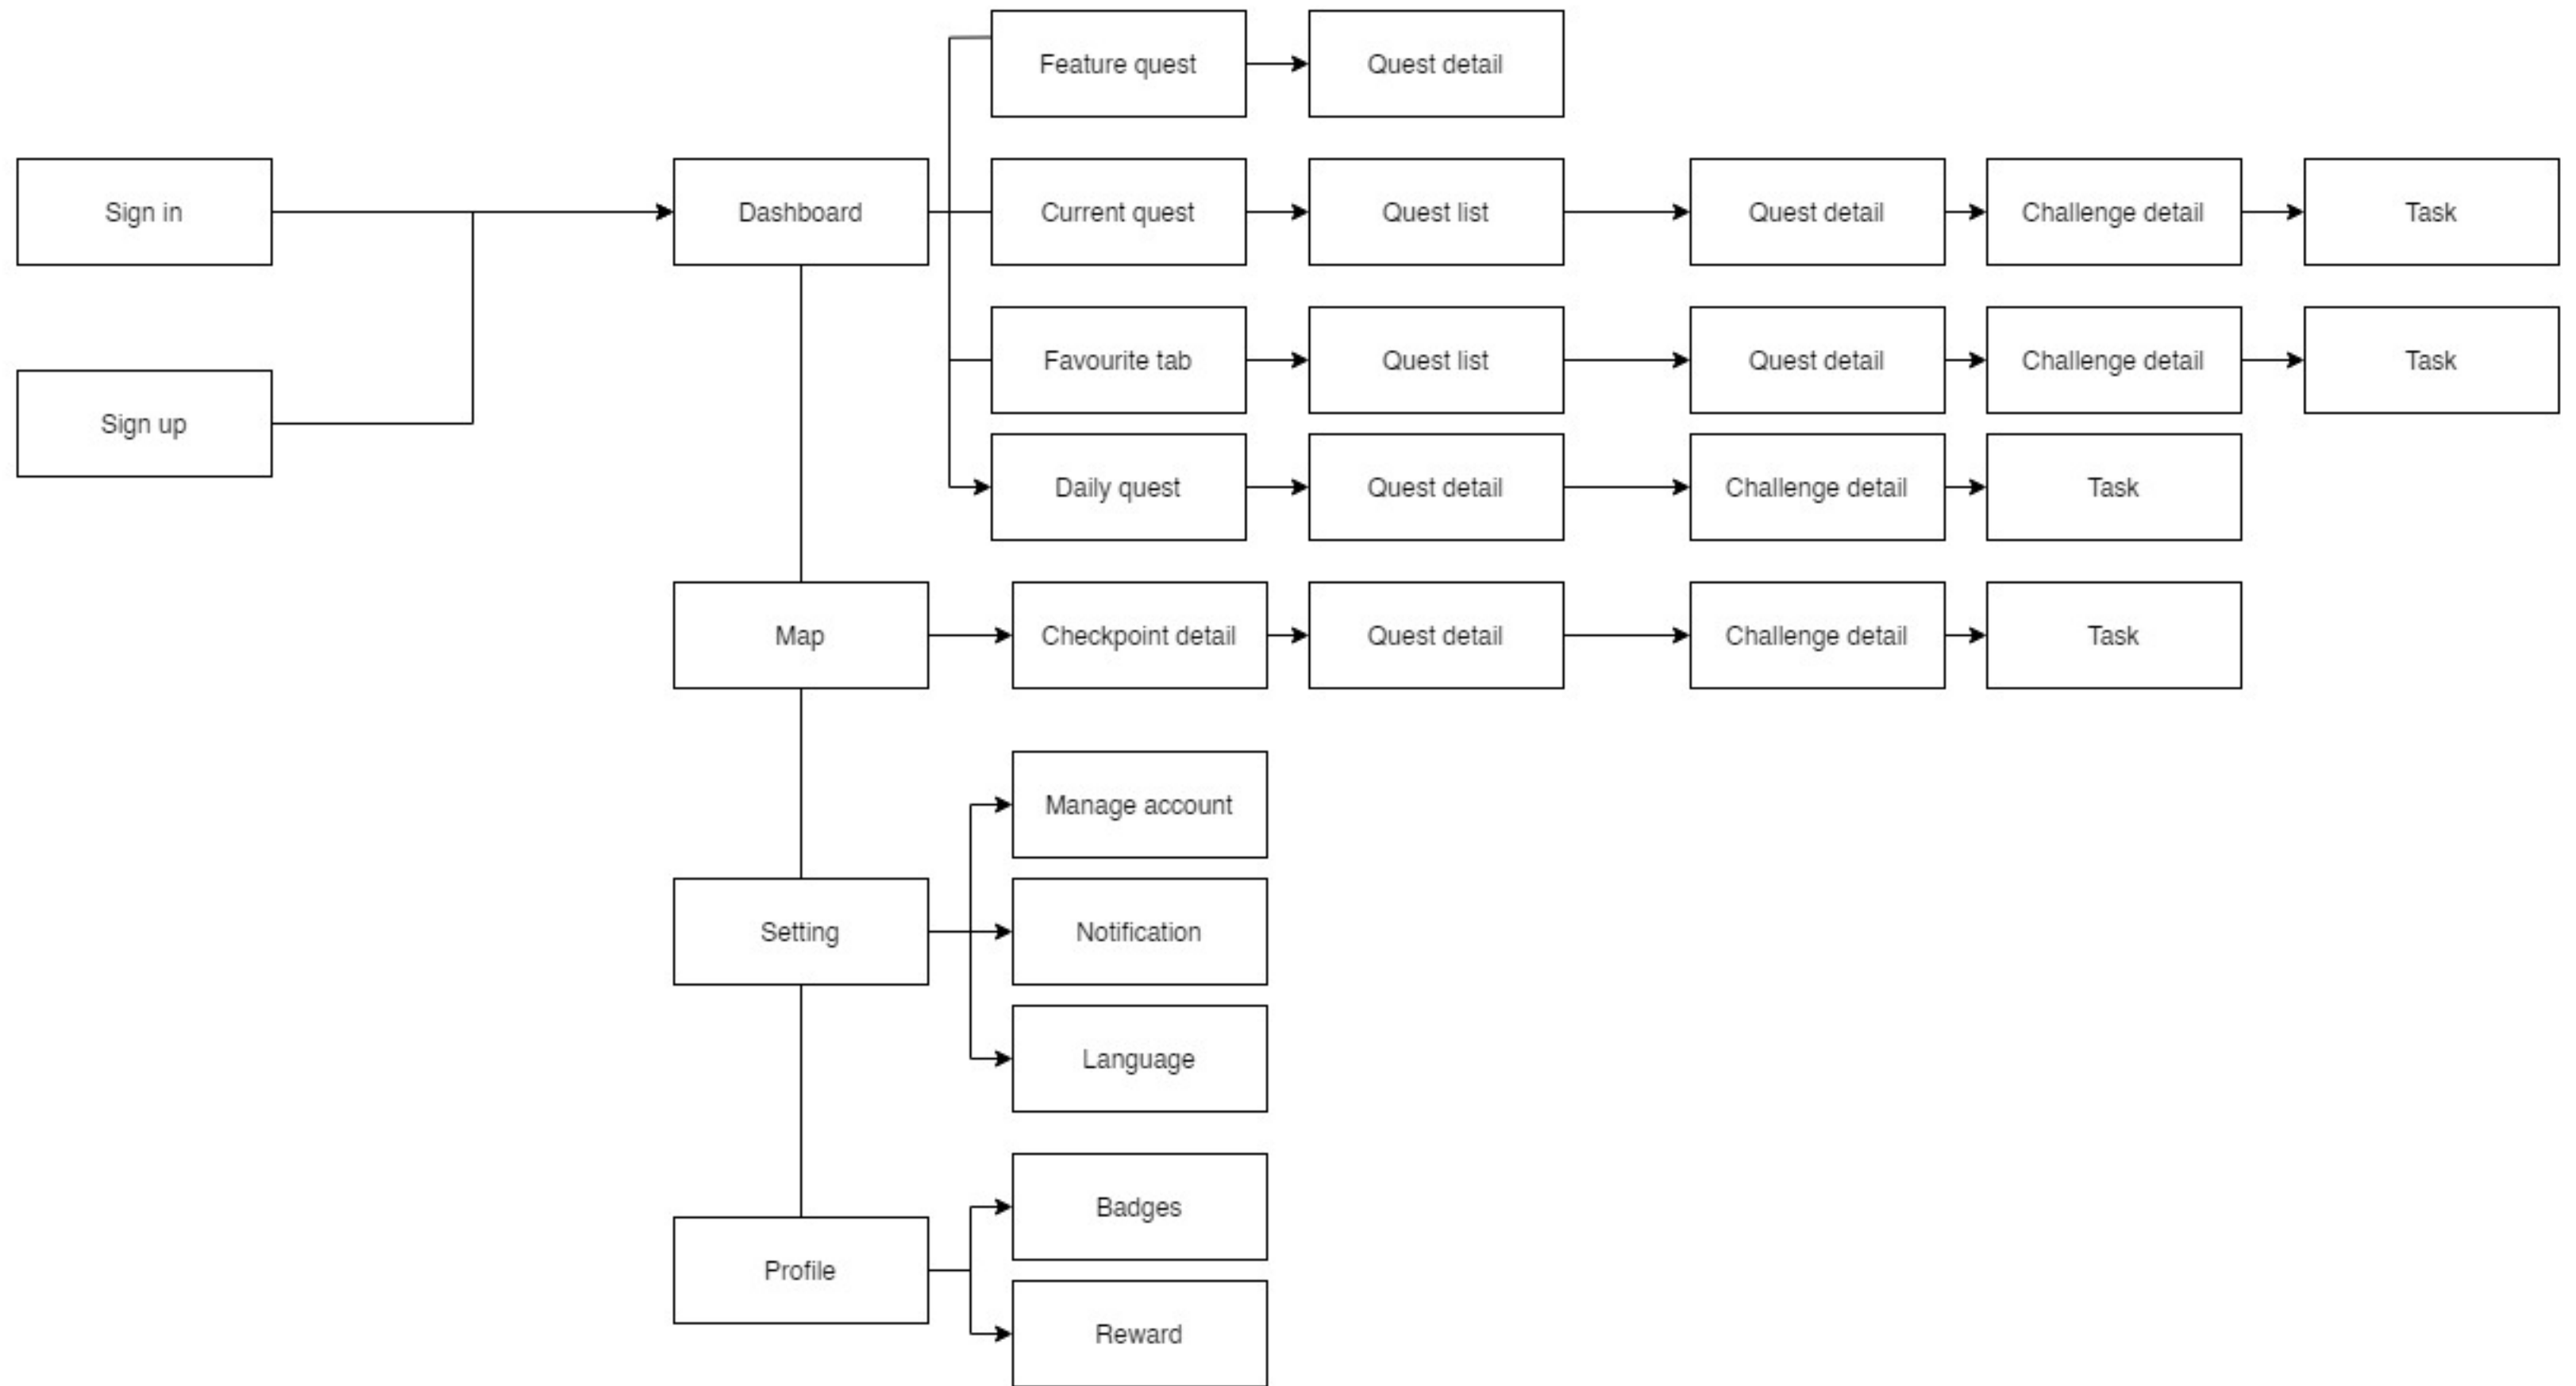 Feature quest
Quest detail
Sign in
Dashboard
Current quest
Quest list
Quest detail
Challenge detail
Task
Favourite tab
Quest list
Quest detail
Challenge detail
Task
Sign up
Daily quest
Quest detail
Challenge detail
Task
Map
Checkpoint detail
Quest detail
Challenge detail
Task
Manage account
Setting
Notification
Language
Badges
Profile
Reward